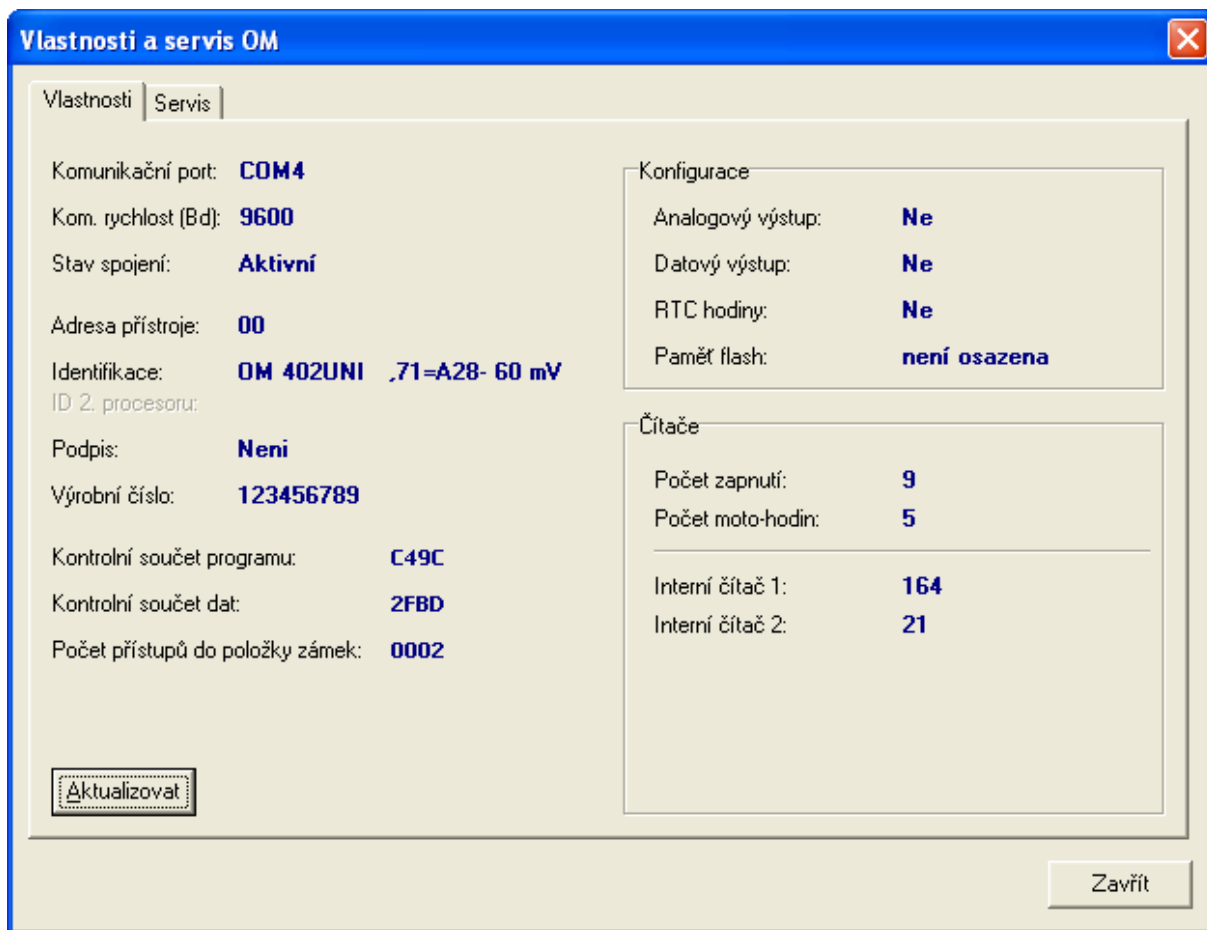 Vlastnosti a servis OM
Vlastnosti Servis
Komunikační port: COM4
Kom. rychlost (Bd): 9600
Stav spojení: Aktivní
Adresa přístroje: 00
Identifikace: OM 402UNI ,71=A28- 60 mV
ID 2. procesoru:
Podpis: Neni
Výrobní číslo: 123456789
Kontrolní součet programu: C49C
Kontrolní součet dat: 2FBD
Počet přístupů do položky zámek: 0002
Aktualizovat
Konfigurace
Analogový výstup: Ne
Datový výstup: Ne
RTC hodiny: Ne
Paměť flash: není osazena
Čítače
Počet zapnutí: 9
Počet moto-hodin: 5
Interní čítač 1: 164
Interní čítač 2: 21
Zavřít